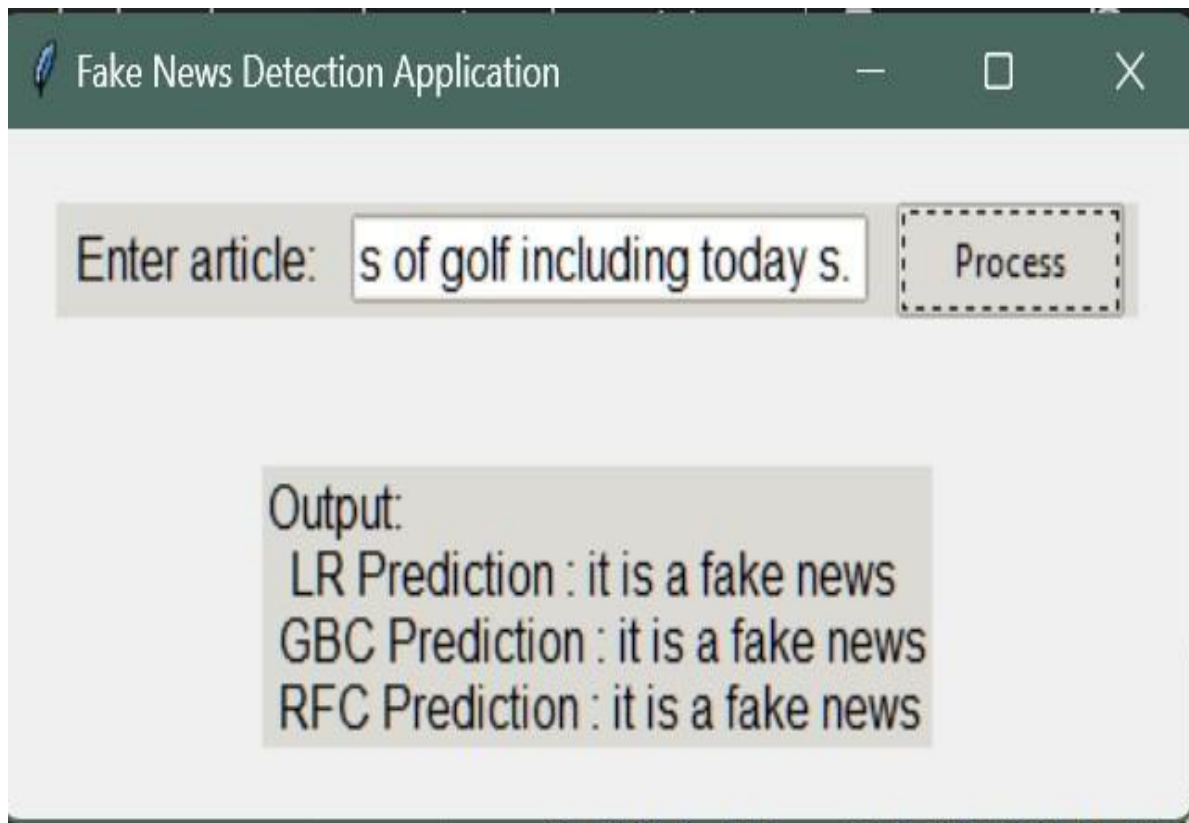 Fake News Detection Application
Enter article: s of golf including today s. Process
Output:
LR Prediction : it is a fake news
GBC Prediction : it is a fake news
RFC Prediction : it is a fake news